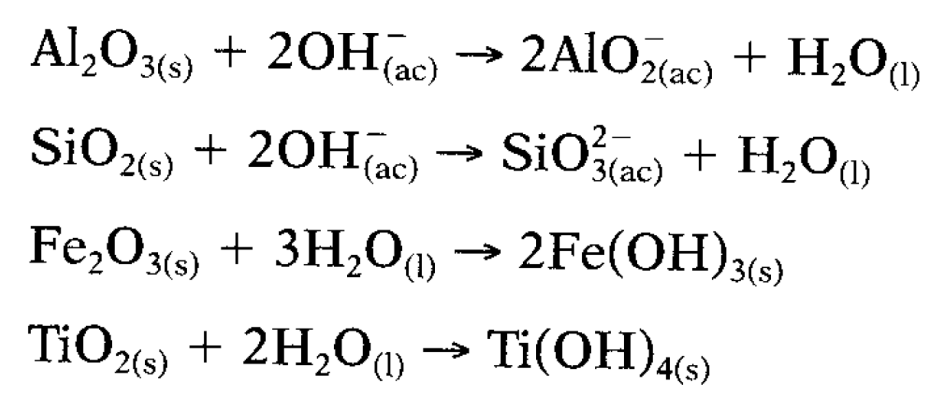 Al₂O₃(s) + 2OH⁻(ac) → 2AlO₂⁻(ac) + H₂O(l)
SiO₂(s) + 2OH⁻(ac) → SiO₃²⁻(ac) + H₂O(l)
Fe₂O₃(s) + 3H₂O(l) → 2Fe(OH)₃(s)
TiO₂(s) + 2H₂O(l) → Ti(OH)₄(s)